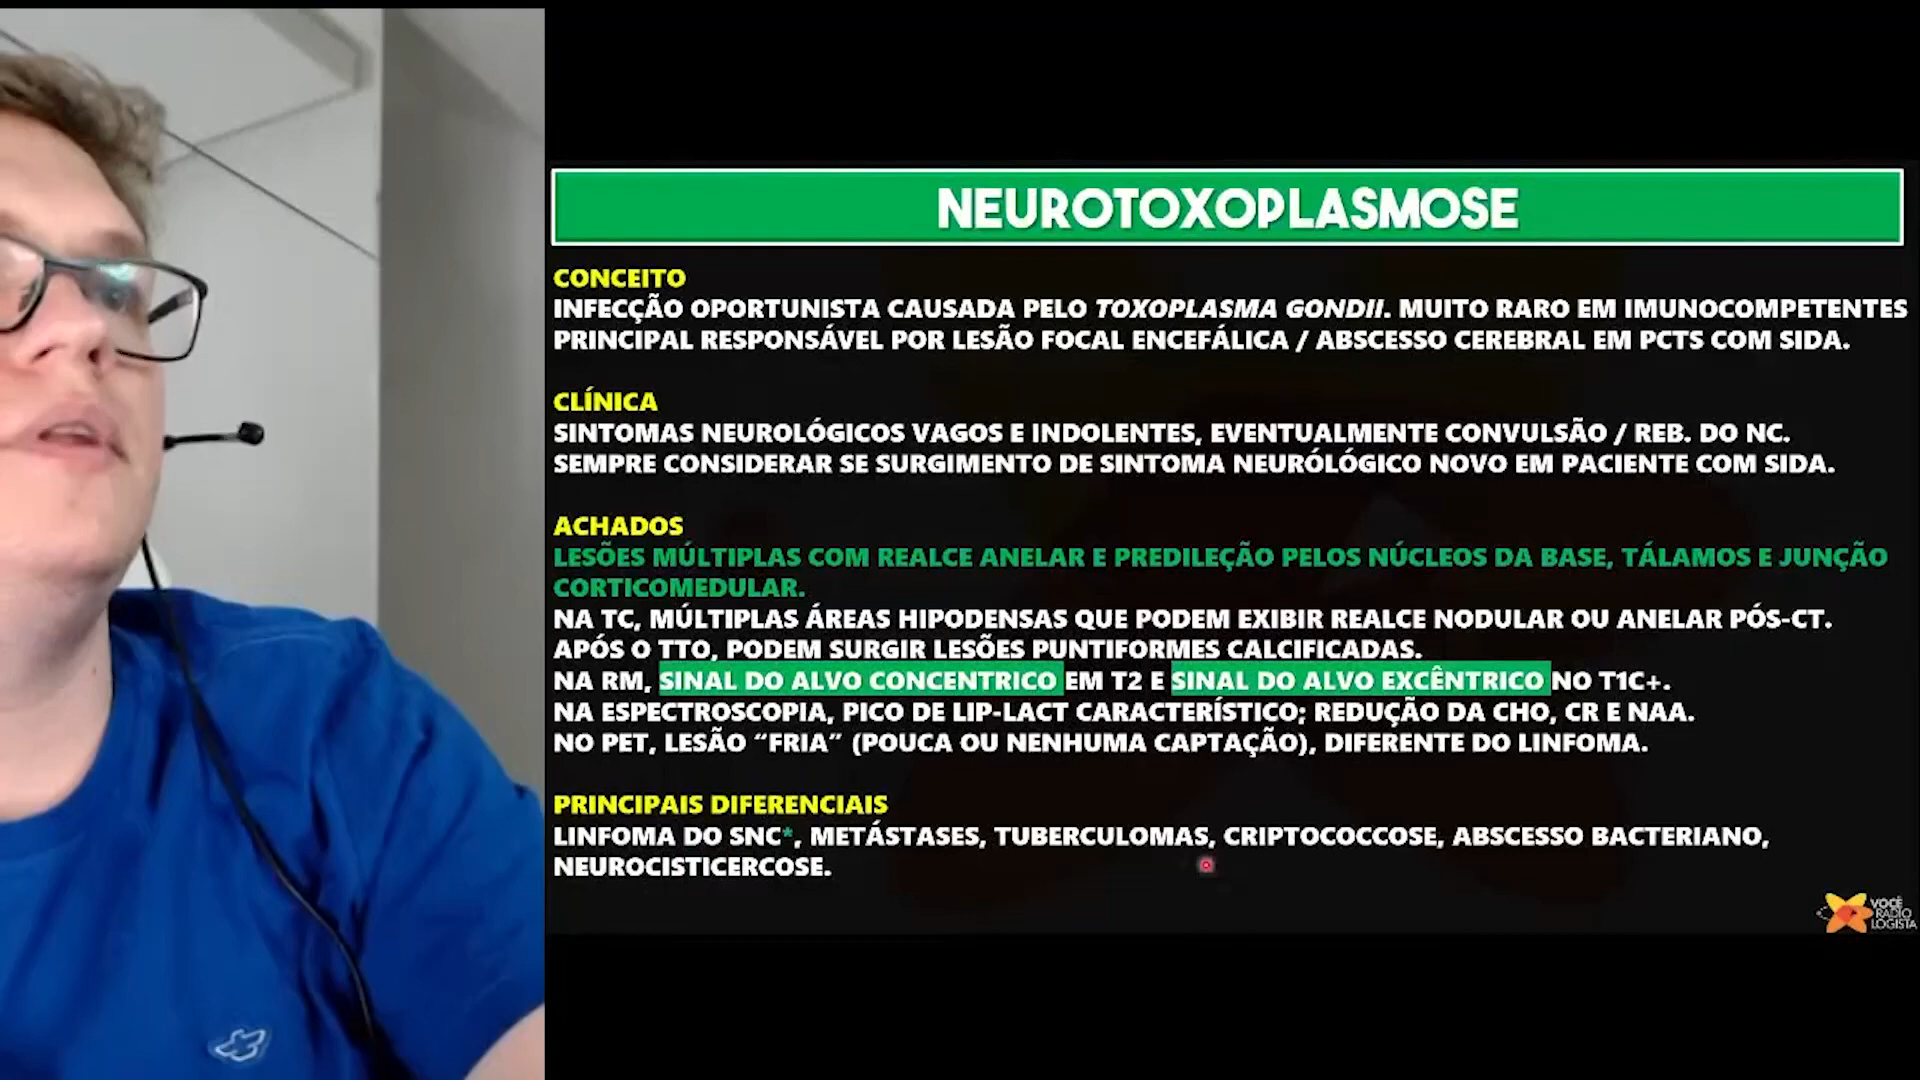 NEUROTOXOPLASMOSE
CONCEITO
INFECÇÃO OPORTUNISTA CAUSADA PELO TOXOPLASMA GONDII. MUITO RARO EM IMUNOCOMPETENTES
PRINCIPAL RESPONSÁVEL POR LESÃO FOCAL ENCEFÁLICA / ABSCESSO CEREBRAL EM PCTS COM SIDA.
CLÍNICA
SINTOMAS NEUROLÓGICOS VAGOS E INDOLENTES, EVENTUALMENTE CONVULSÃO / REB. DO NC.
SEMPRE CONSIDERAR SE SURGIMENTO DE SINTOMA NEURÓLÓGICO NOVO EM PACIENTE COM SIDA.
ACHADOS
LESÕES MÚLTIPLAS COM REALCE ANELAR E PREDILEÇÃO PELOS NÚCLEOS DA BASE, TÁLAMOS E JUNÇÃO
CORTICOMEDULAR.
NA TC, MÚLTIPLAS ÁREAS HIPODENSAS QUE PODEM EXIBIR REALCE NODULAR OU ANELAR PÓS-CT.
APÓS O TTO, PODEM SURGIR LESÕES PUNTIFORMES CALCIFICADAS.
NA RM, SINAL DO ALVO CONCENTRICO EM T2 E SINAL DO ALVO EXCÊNTRICO NO T1C+.
NA ESPECTROSCOPIA, PICO DE LIP-LACT CARACTERÍSTICO; REDUÇÃO DA CHO, CR E NAA.
NO PET, LESÃO “FRIA” (POUCA OU NENHUMA CAPTAÇÃO), DIFERENTE DO LINFOMA.
PRINCIPAIS DIFERENCIAIS
LINFOMA DO SNC*, METÁSTASES, TUBERCULOMAS, CRIPTOCOCCOSE, ABSCESSO BACTERIANO,
NEUROCISTICERCOSE.
VOCÊ
RADIO
LOGISTA